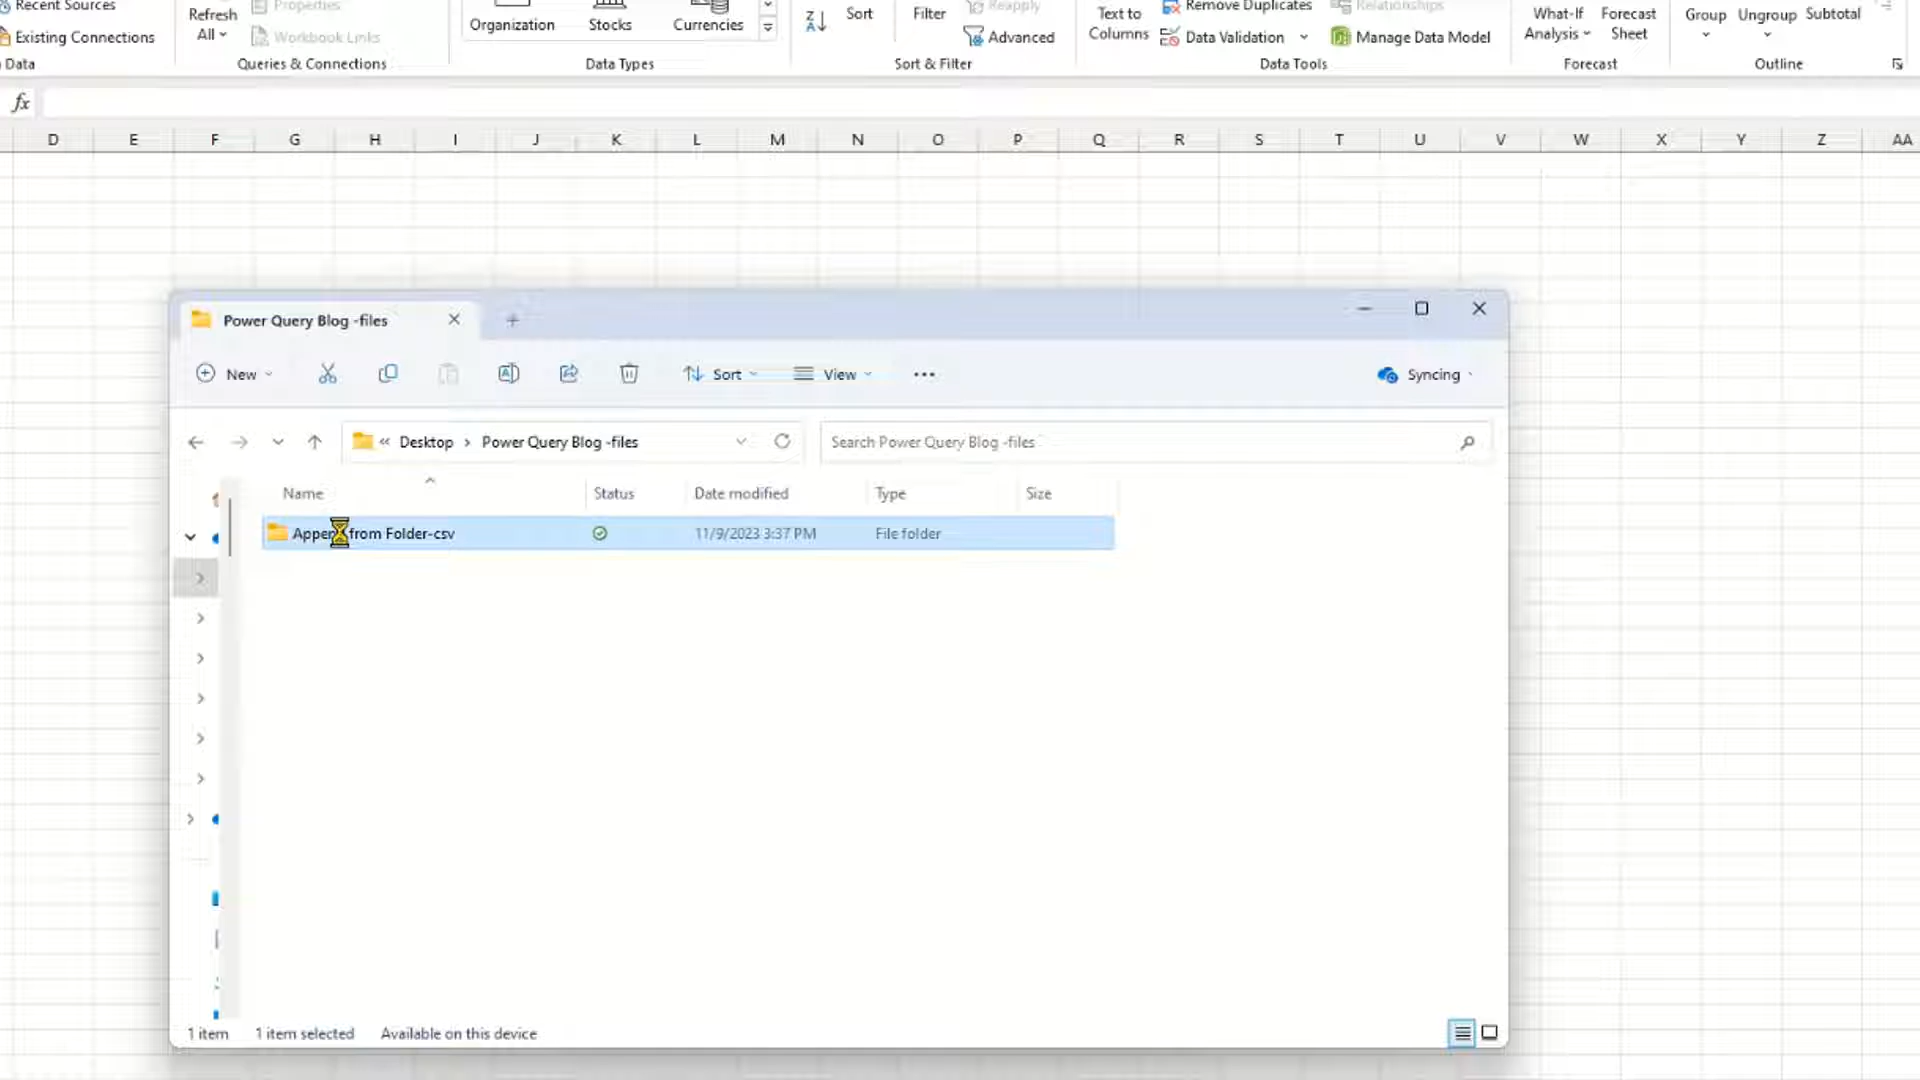 Recent Sources
Properties
Remove Duplicates
Relationships
Refresh All
Existing Connections
Workbook Links
Organization
Stocks
Currencies
Sort
Filter
Reapply
Advanced
Text to Columns
Data Validation
Manage Data Model
What-If Analysis
Forecast Sheet
Group
Ungroup
Subtotal
Data
Queries & Connections
Data Types
Sort & Filter
Data Tools
Forecast
Outline
fx
D E F G H I J K L M N O P Q R S T U V W X Y Z AA
Power Query Blog -files
New
Sort
View
Syncing
« Desktop > Power Query Blog -files
Search Power Query Blog -files
Name Status Date modified Type Size
from Folder-csv 11/9/2023 3:37 PM File folder
1 item 1 item selected Available on this device